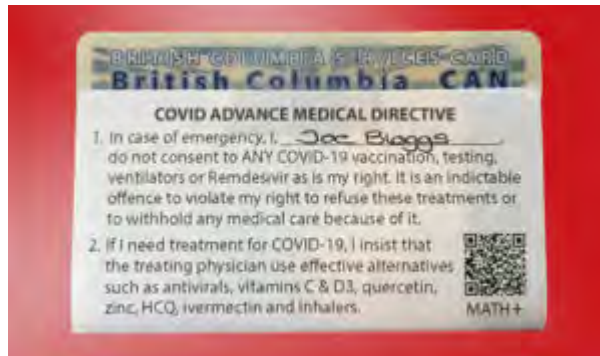 BRITISH COLUMBIA SERVICES CARD
British Columbia CAN
COVID ADVANCE MEDICAL DIRECTIVE
1. In case of emergency, I, Joe Bloggs,
do not consent to ANY COVID-19 vaccination, testing,
ventilators or Remdesivir as is my right. It is an indictable
offence to violate my right to refuse these treatments or
to withhold any medical care because of it.
2. If I need treatment for COVID-19, I insist that
the treating physician use effective alternatives
such as antivirals, vitamins C & D3, quercetin,
zinc, HCQ, ivermectin and inhalers.
MATH+